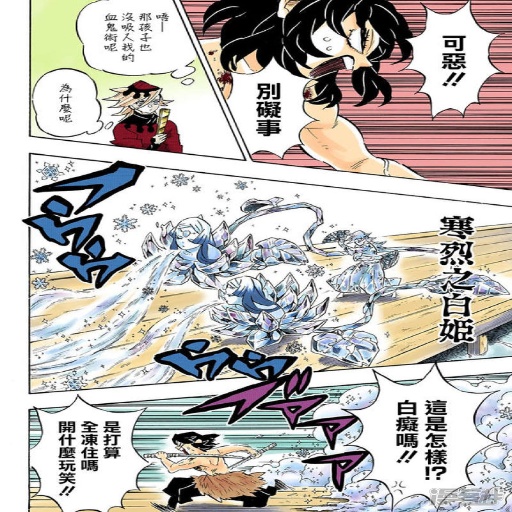 可惡!!
別礙事
唔——
那孩子也
沒吸人找的
血鬼術呢
為什麼呢
寒烈之白姬
這是怎樣!?
白癡嗎!!
是打算
全凍住嗎
開什麼玩笑!!